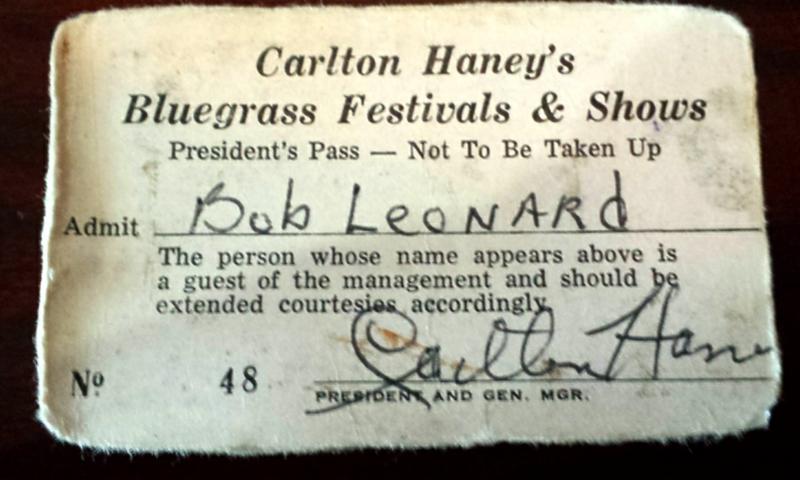 Carlton Haney's
Bluegrass Festivals & Shows
President's Pass — Not To Be Taken Up
Admit Bob LeoNARd
The person whose name appears above is
a guest of the management and should be
extended courtesies accordingly.
Carlton Haney
Nº 48
PRESIDENT AND GEN. MGR.